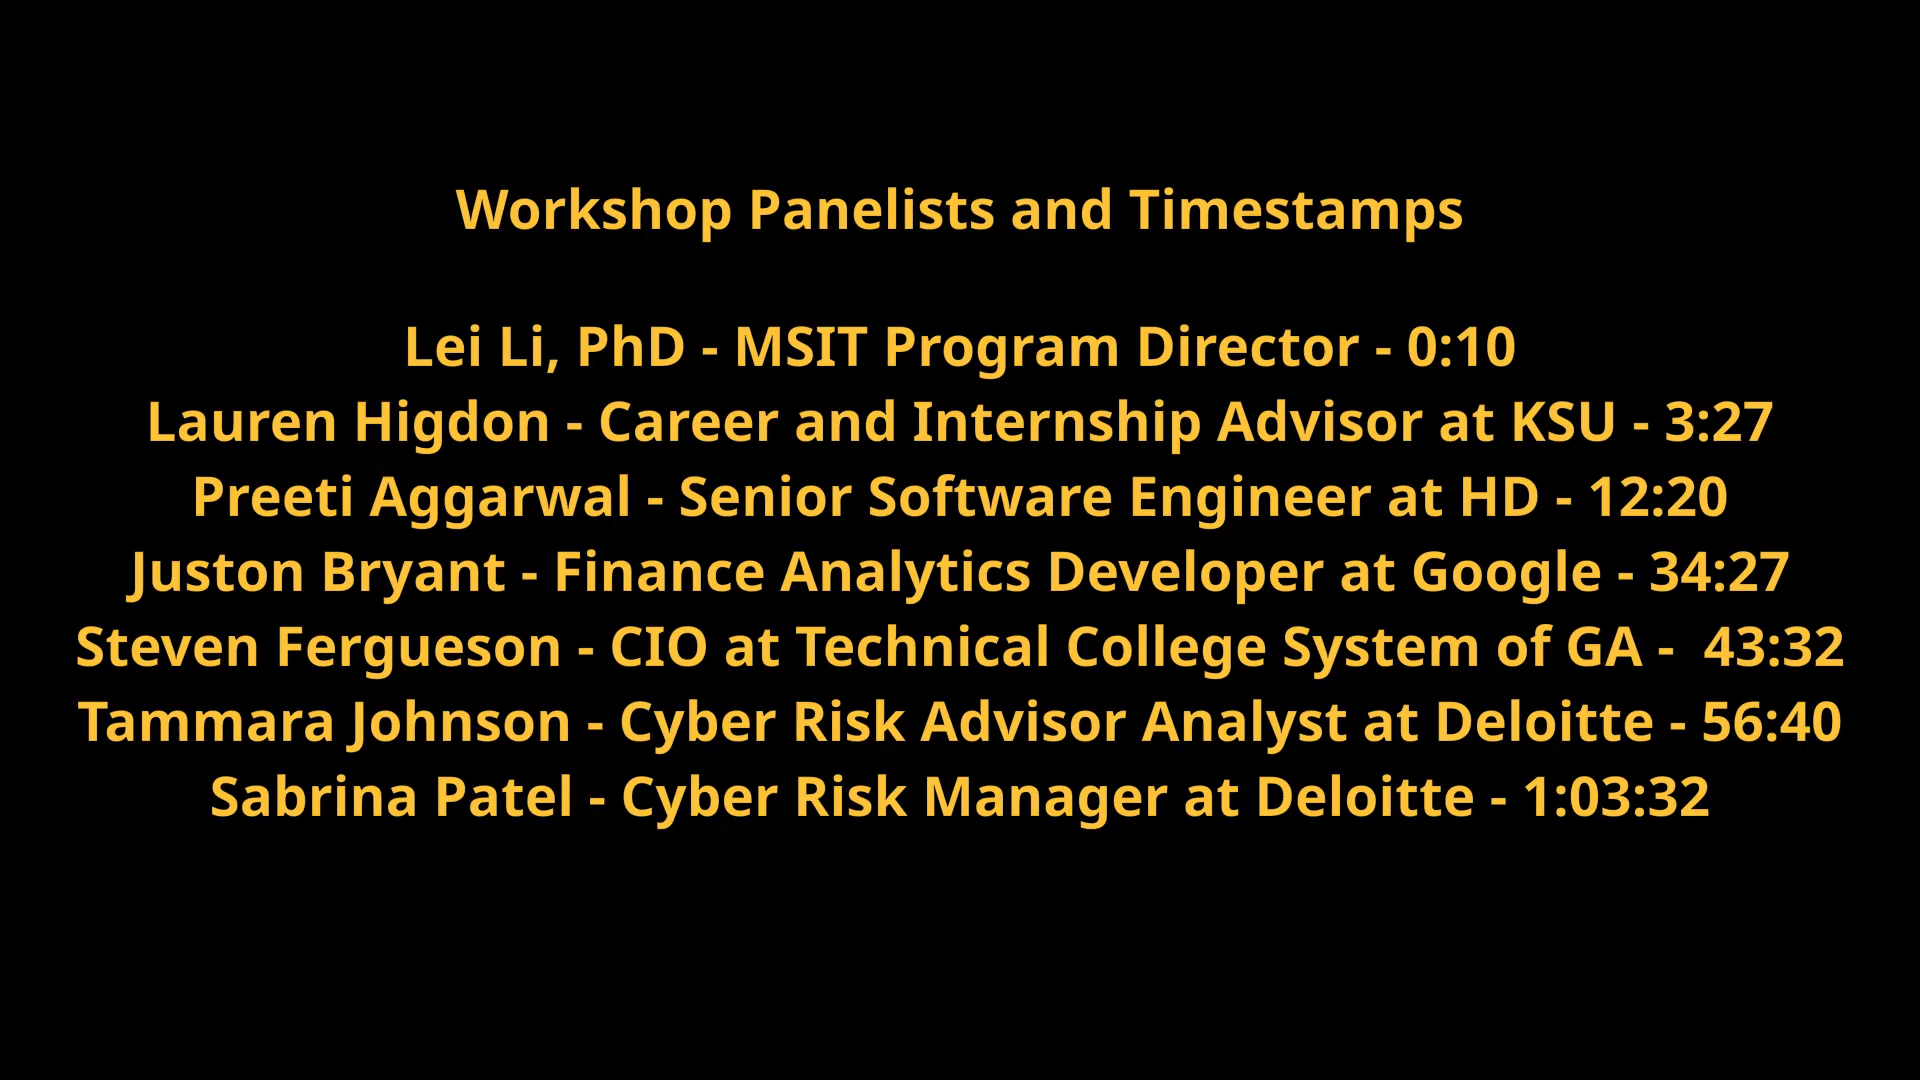 Workshop Panelists and Timestamps
Lei Li, PhD - MSIT Program Director - 0:10
Lauren Higdon - Career and Internship Advisor at KSU - 3:27
Preeti Aggarwal - Senior Software Engineer at HD - 12:20
Juston Bryant - Finance Analytics Developer at Google - 34:27
Steven Fergueson - CIO at Technical College System of GA -  43:32
Tammara Johnson - Cyber Risk Advisor Analyst at Deloitte - 56:40
Sabrina Patel - Cyber Risk Manager at Deloitte - 1:03:32